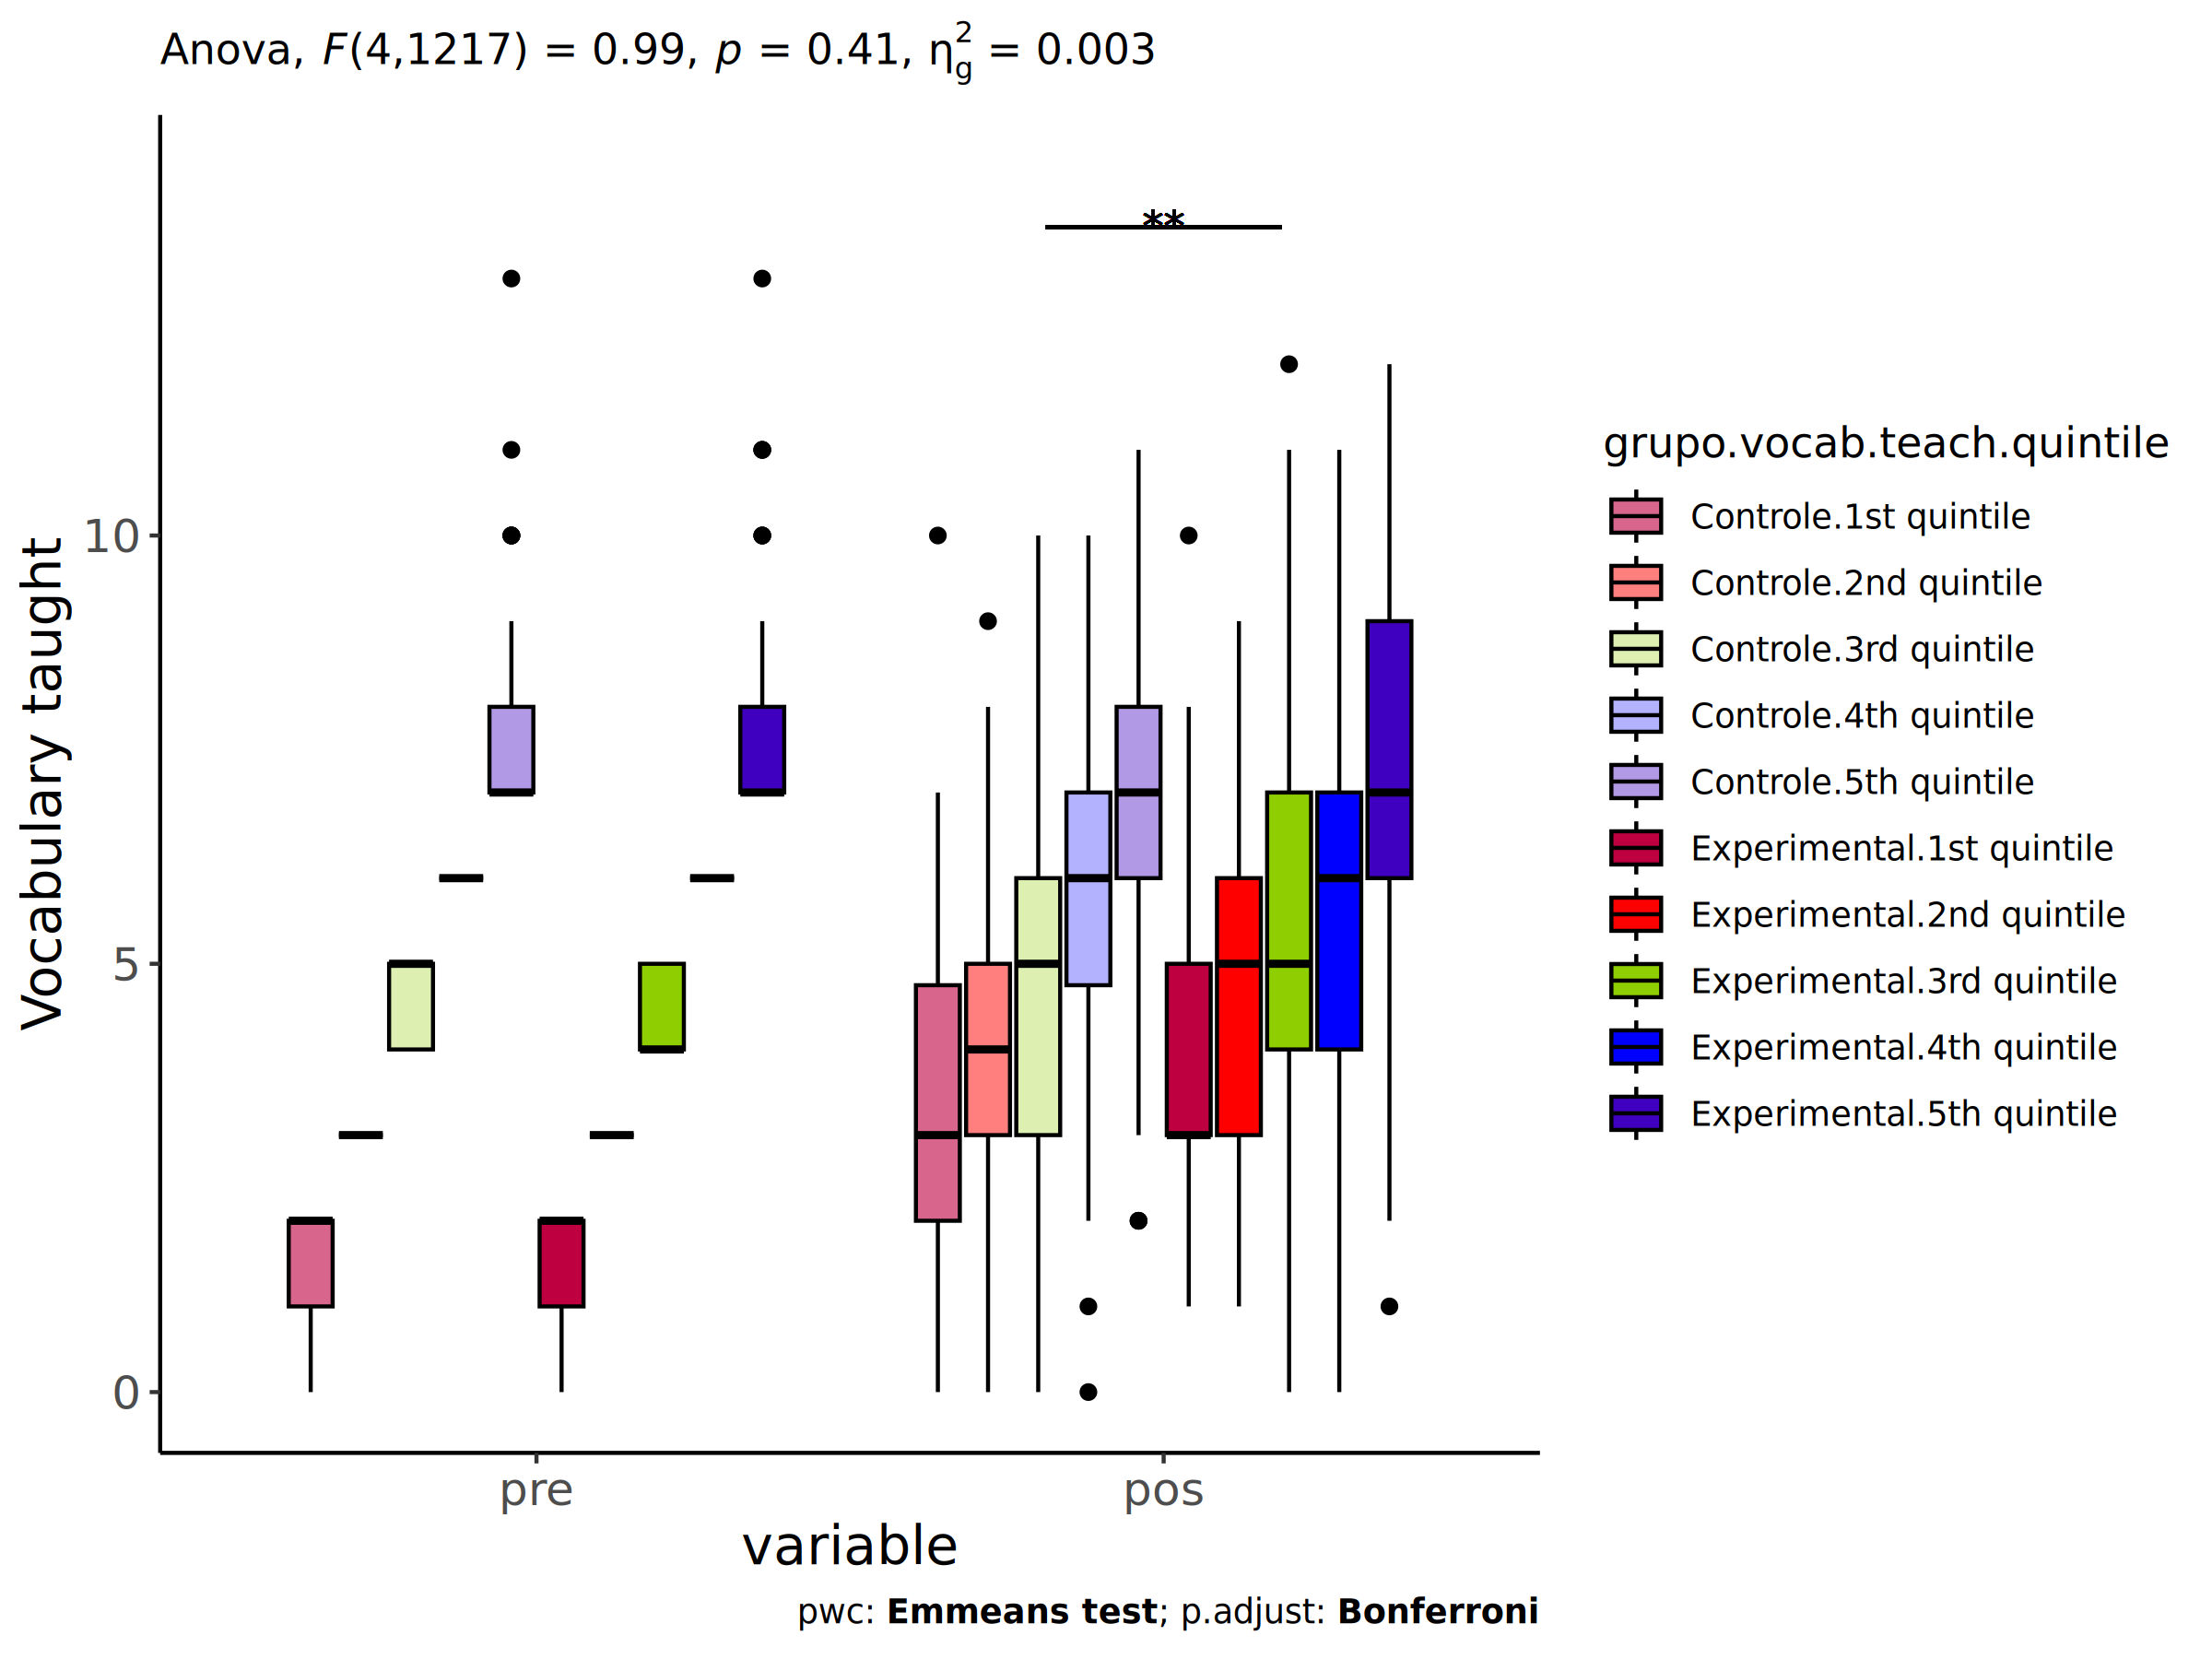 Anova, F(4,1217) = 0.99, p = 0.41, η²g = 0.003
**
Vocabulary taught
10
5
0
pre
pos
variable
pwc: Emmeans test; p.adjust: Bonferroni
grupo.vocab.teach.quintile
Controle.1st quintile
Controle.2nd quintile
Controle.3rd quintile
Controle.4th quintile
Controle.5th quintile
Experimental.1st quintile
Experimental.2nd quintile
Experimental.3rd quintile
Experimental.4th quintile
Experimental.5th quintile